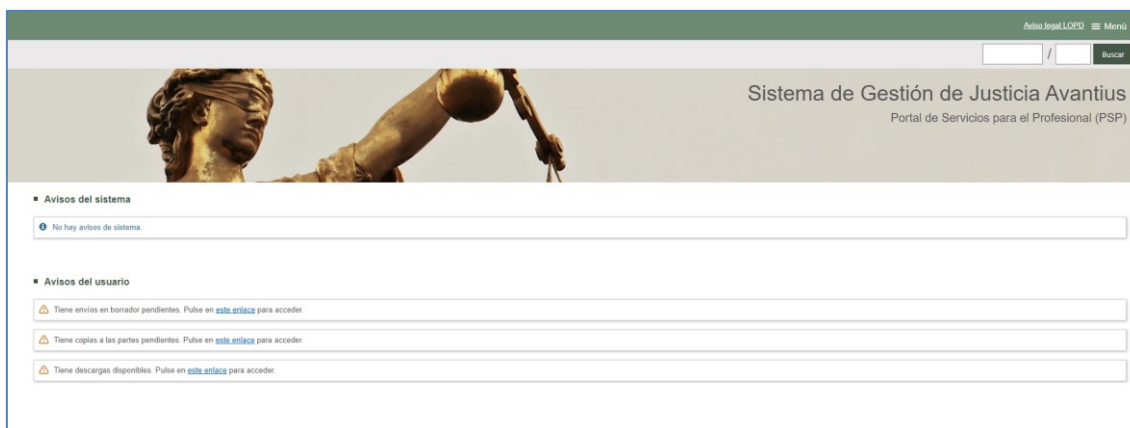 Aviso legal LOPD ≡ Menú
/ Buscar
Sistema de Gestión de Justicia Avantius
Portal de Servicios para el Profesional (PSP)
Avisos del sistema
No hay avisos de sistema.
Avisos del usuario
Tiene envíos en borrador pendientes. Pulse en este enlace para acceder.
Tiene copias a las partes pendientes. Pulse en este enlace para acceder.
Tiene descargas disponibles. Pulse en este enlace para acceder.